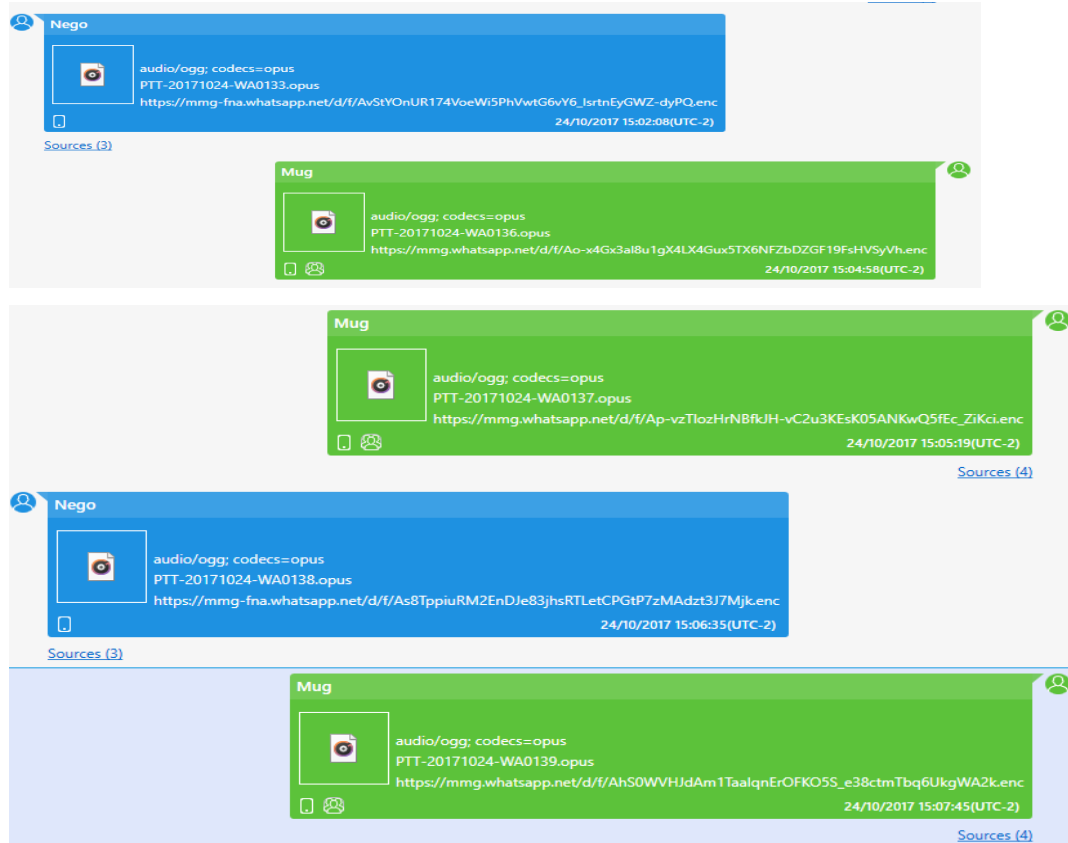 Nego
audio/ogg; codecs=opus
PTT-20171024-WA0133.opus
https://mmg-fna.whatsapp.net/d/f/AvStYOnUR174VoeWi5PhVwtG6vY6_IsrtnEyGWZ-dyPQ.enc
24/10/2017 15:02:08(UTC-2)
Sources (3)
Mug
audio/ogg; codecs=opus
PTT-20171024-WA0136.opus
https://mmg.whatsapp.net/d/f/Ao-x4Gx3al8u1gX4LX4Gux5TX6NFZbDZGF19FsHVSyVh.enc
24/10/2017 15:04:58(UTC-2)
Mug
audio/ogg; codecs=opus
PTT-20171024-WA0137.opus
https://mmg.whatsapp.net/d/f/Ap-vzTlozHrNBfkJH-vC2u3KEsK05ANKwQ5fEc_ZiKci.enc
24/10/2017 15:05:19(UTC-2)
Sources (4)
Nego
audio/ogg; codecs=opus
PTT-20171024-WA0138.opus
https://mmg-fna.whatsapp.net/d/f/As8TppiuRM2EnDJe83jhsRTLetCPGtP7zMAdzt3J7Mjk.enc
24/10/2017 15:06:35(UTC-2)
Sources (3)
Mug
audio/ogg; codecs=opus
PTT-20171024-WA0139.opus
https://mmg.whatsapp.net/d/f/AhS0WVHJdAm1TaalqnErOFKO5S_e38ctmTbq6UkgWA2k.enc
24/10/2017 15:07:45(UTC-2)
Sources (4)